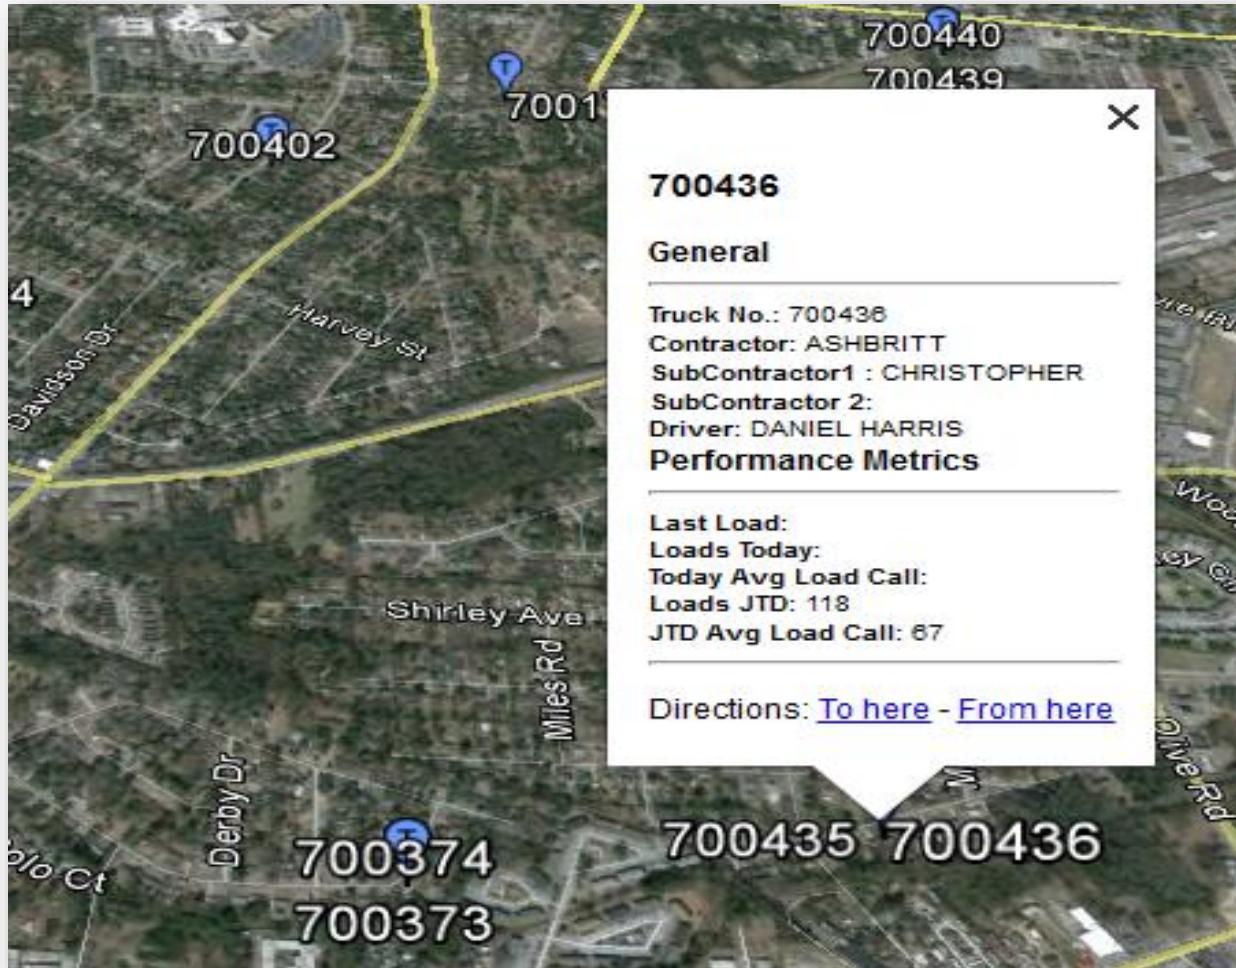 700440
T
7001
700439
T
700402
4
Harvey St
Davidson Dr
700436
General
Truck No.: 700436
Contractor: ASHBRITT
SubContractor1 : CHRISTOPHER
SubContractor 2:
Driver: DANIEL HARRIS
Performance Metrics
Last Load:
Loads Today:
Today Avg Load Call:
Loads JTD: 118
JTD Avg Load Call: 67
Directions: To here - From here
Shirley Ave
Miles Rd
Olive Rd
Derby Dr
T
700374
700373
700435
700436